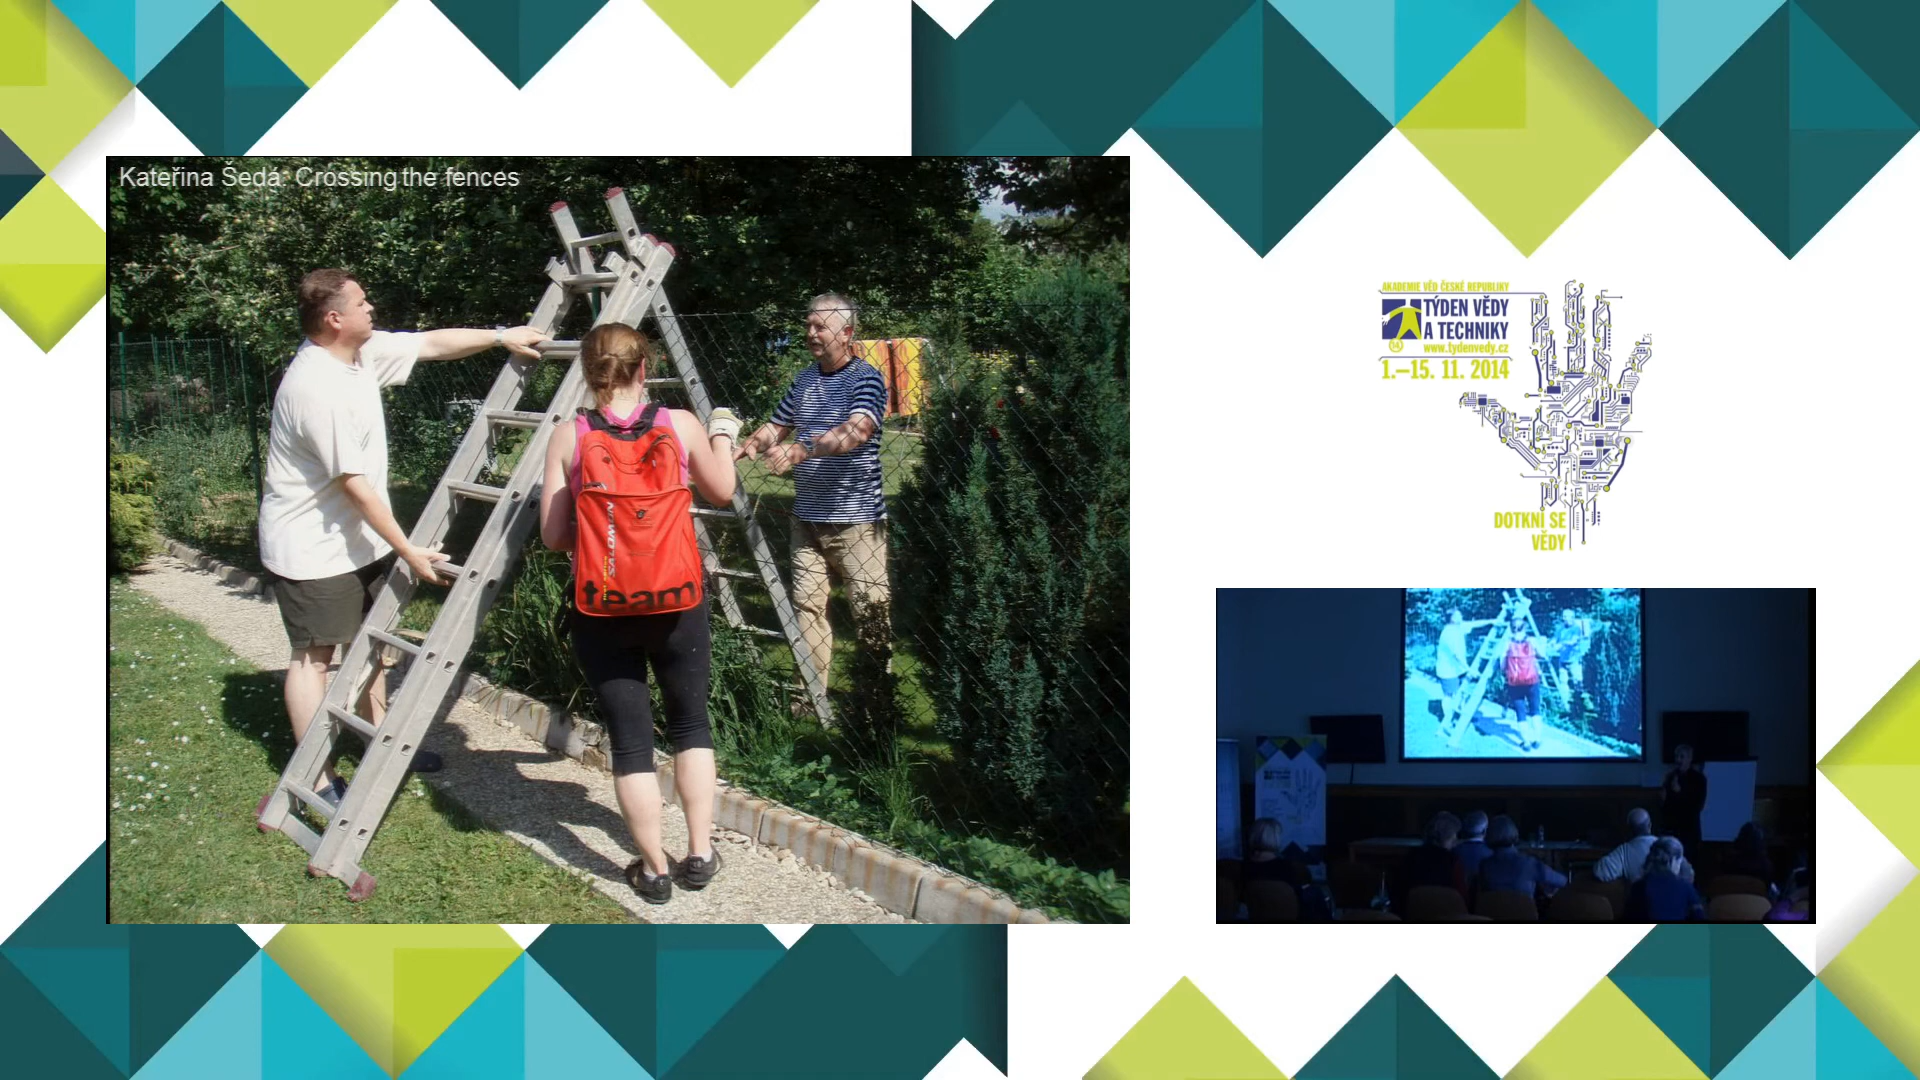 Kateřina Šedá: Crossing the fences
AKADEMIE VĚD ČESKÉ REPUBLIKY
TÝDEN VĚDY
A TECHNIKY
www.tydenvedy.cz
1.–15. 11. 2014
DOTKNI SE
VĚDY
SALOMON
team